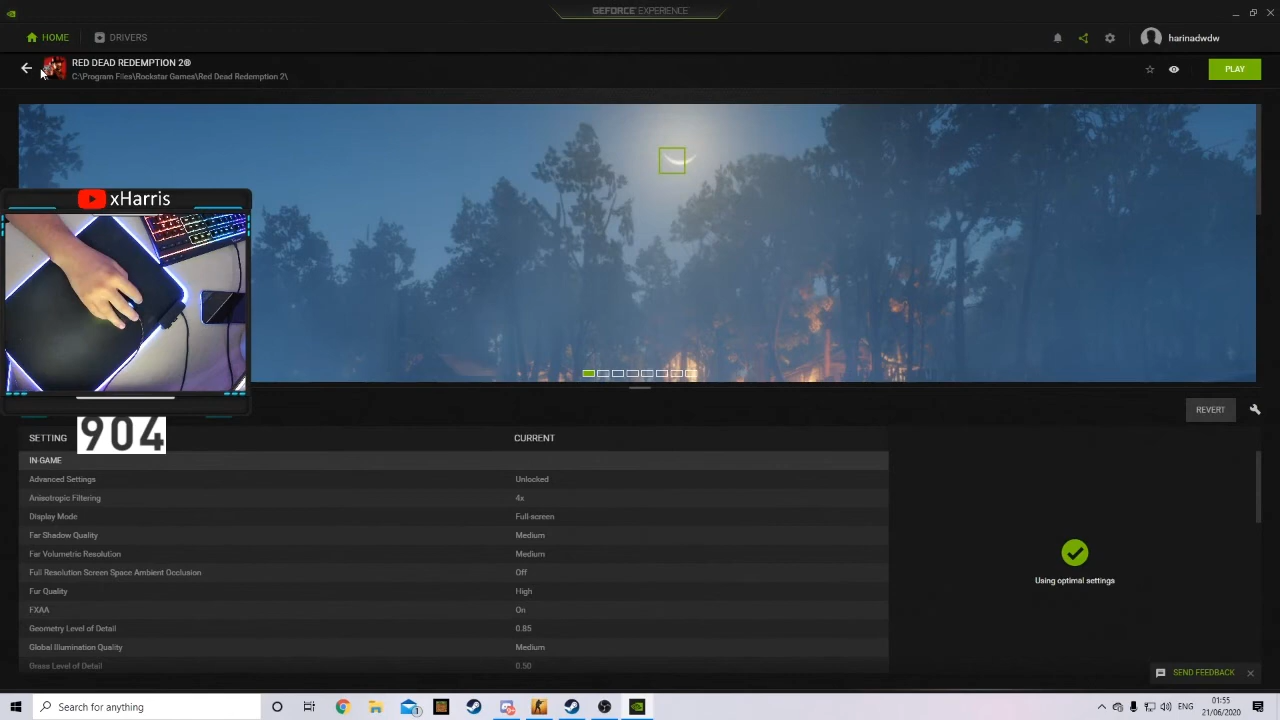 GEFORCE EXPERIENCE
HOME DRIVERS harinadwdw
RED DEAD REDEMPTION 2®
C:\Program Files\Rockstar Games\Red Dead Redemption 2\
PLAY
xHarris
904
REVERT
SETTING CURRENT
IN-GAME
Advanced Settings Unlocked
Anisotropic Filtering 4x
Display Mode Full-screen
Far Shadow Quality Medium
Far Volumetric Resolution Medium
Full Resolution Screen Space Ambient Occlusion Off
Fur Quality High
FXAA On
Geometry Level of Detail 0.85
Global Illumination Quality Medium
Grass Level of Detail 0.50
Using optimal settings
SEND FEEDBACK
Search for anything
ENG
01:55
21/06/2020